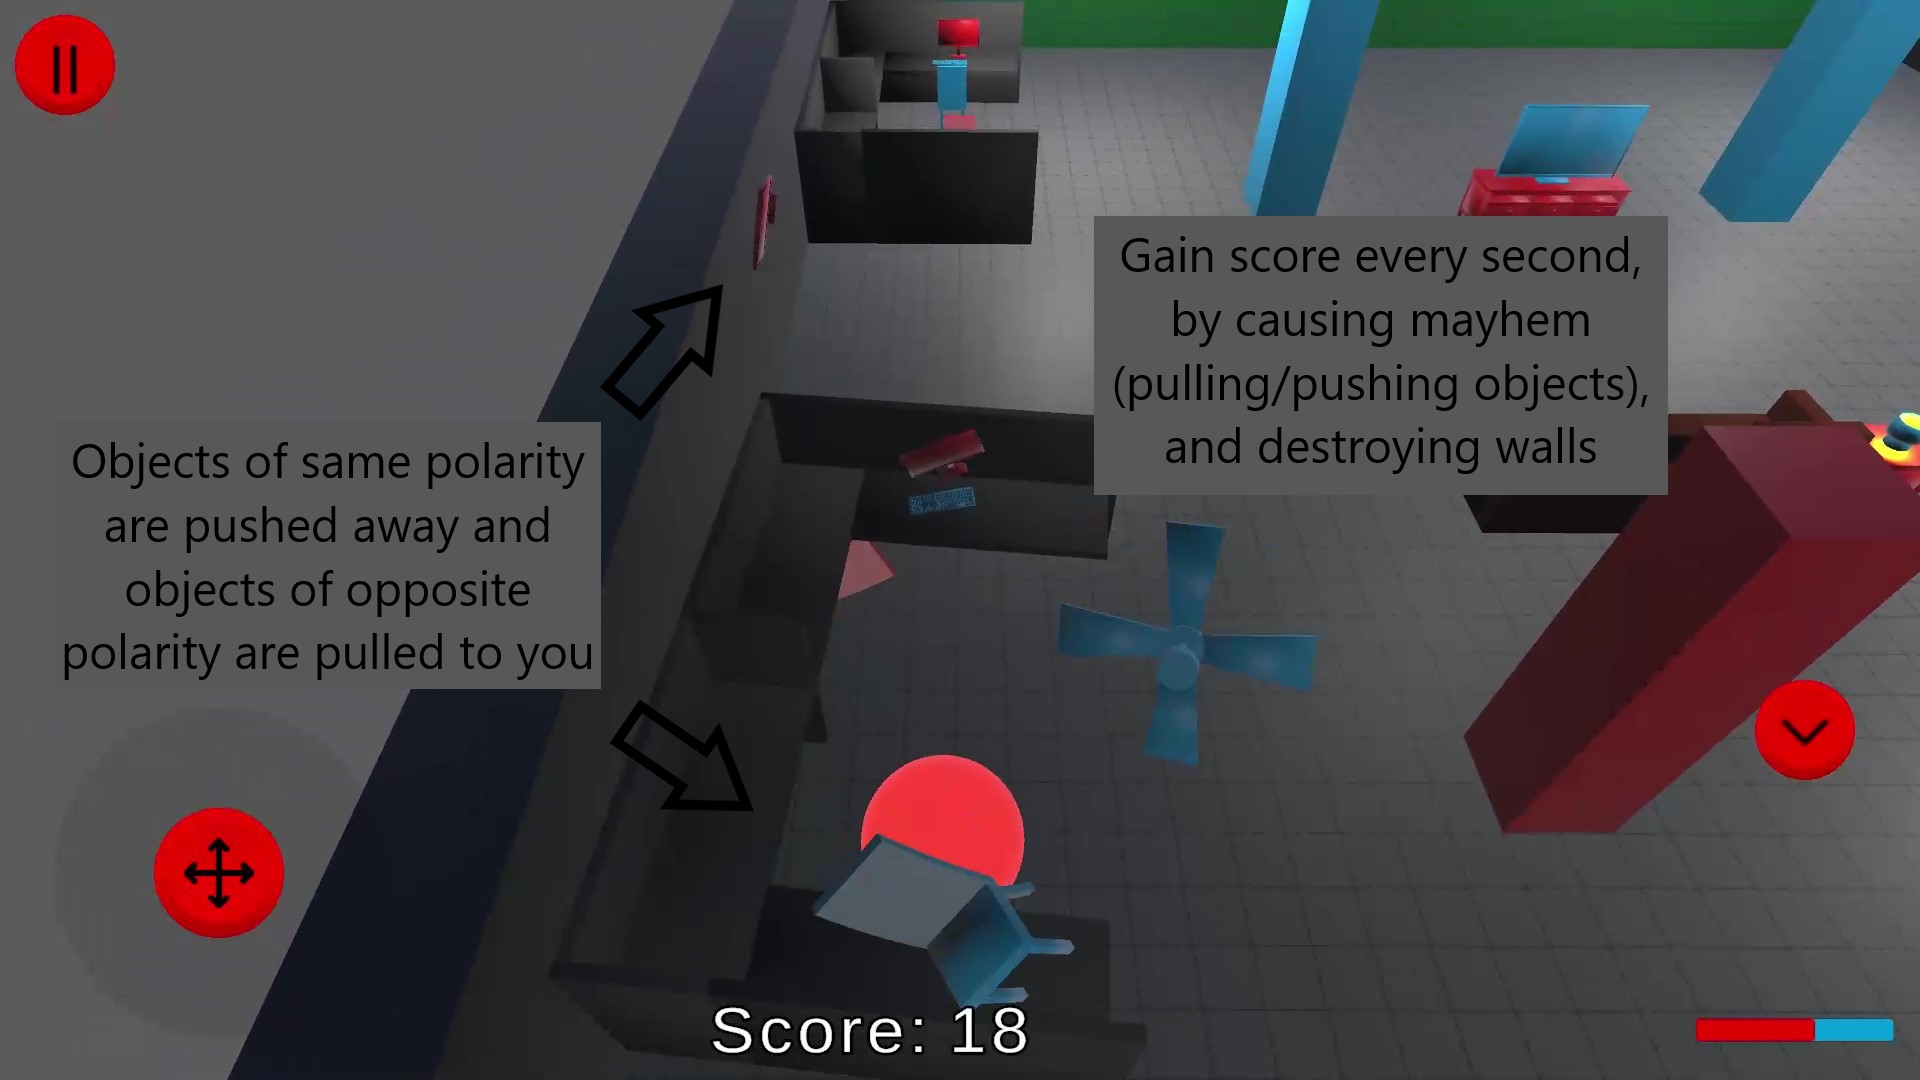 Gain score every second,
by causing mayhem
(pulling/pushing objects),
and destroying walls
Objects of same polarity
are pushed away and
objects of opposite
polarity are pulled to you
Score: 18